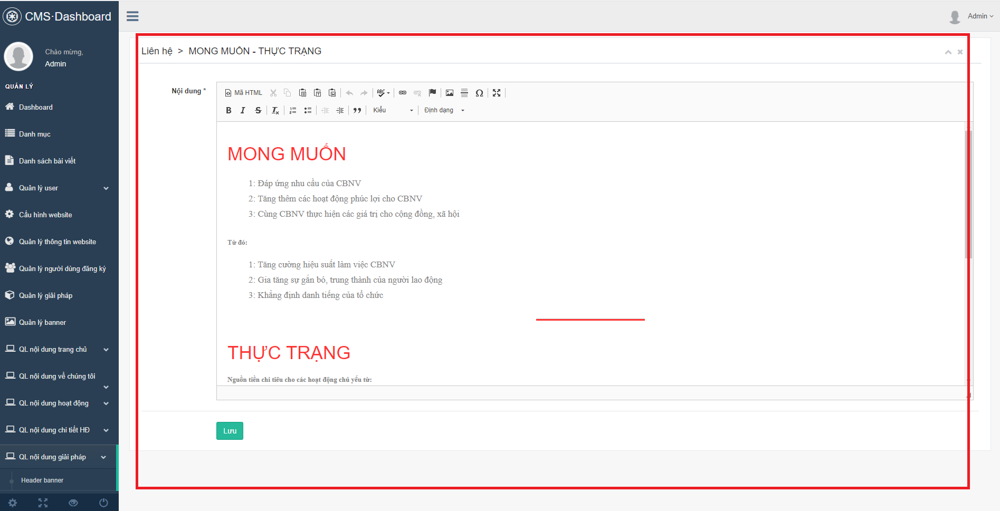 CMS·Dashboard
Admin
Chào mừng,
Admin
QUẢN LÝ
Dashboard
Danh mục
Danh sách bài viết
Quản lý user
Cấu hình website
Quản lý thông tin website
Quản lý người dùng đăng ký
Quản lý giải pháp
Quản lý banner
QL nội dung trang chủ
QL nội dung về chúng tôi
QL nội dung hoạt động
QL nội dung chi tiết HĐ
QL nội dung giải pháp
Header banner
Liên hệ > MONG MUỐN - THỰC TRẠNG
Nội dung *
Mã HTML
ABC
B I S Tx
Kiểu
Định dạng
MONG MUỐN
1: Đáp ứng nhu cầu của CBNV
2: Tăng thêm các hoạt động phúc lợi cho CBNV
3: Cùng CBNV thực hiện các giá trị cho cộng đồng, xã hội
Từ đó:
1: Tăng cường hiệu suất làm việc CBNV
2: Gia tăng sự gắn bó, trung thành của người lao động
3: Khẳng định danh tiếng của tổ chức
THỰC TRẠNG
Nguồn tiền chi tiêu cho các hoạt động chủ yếu từ:
Lưu